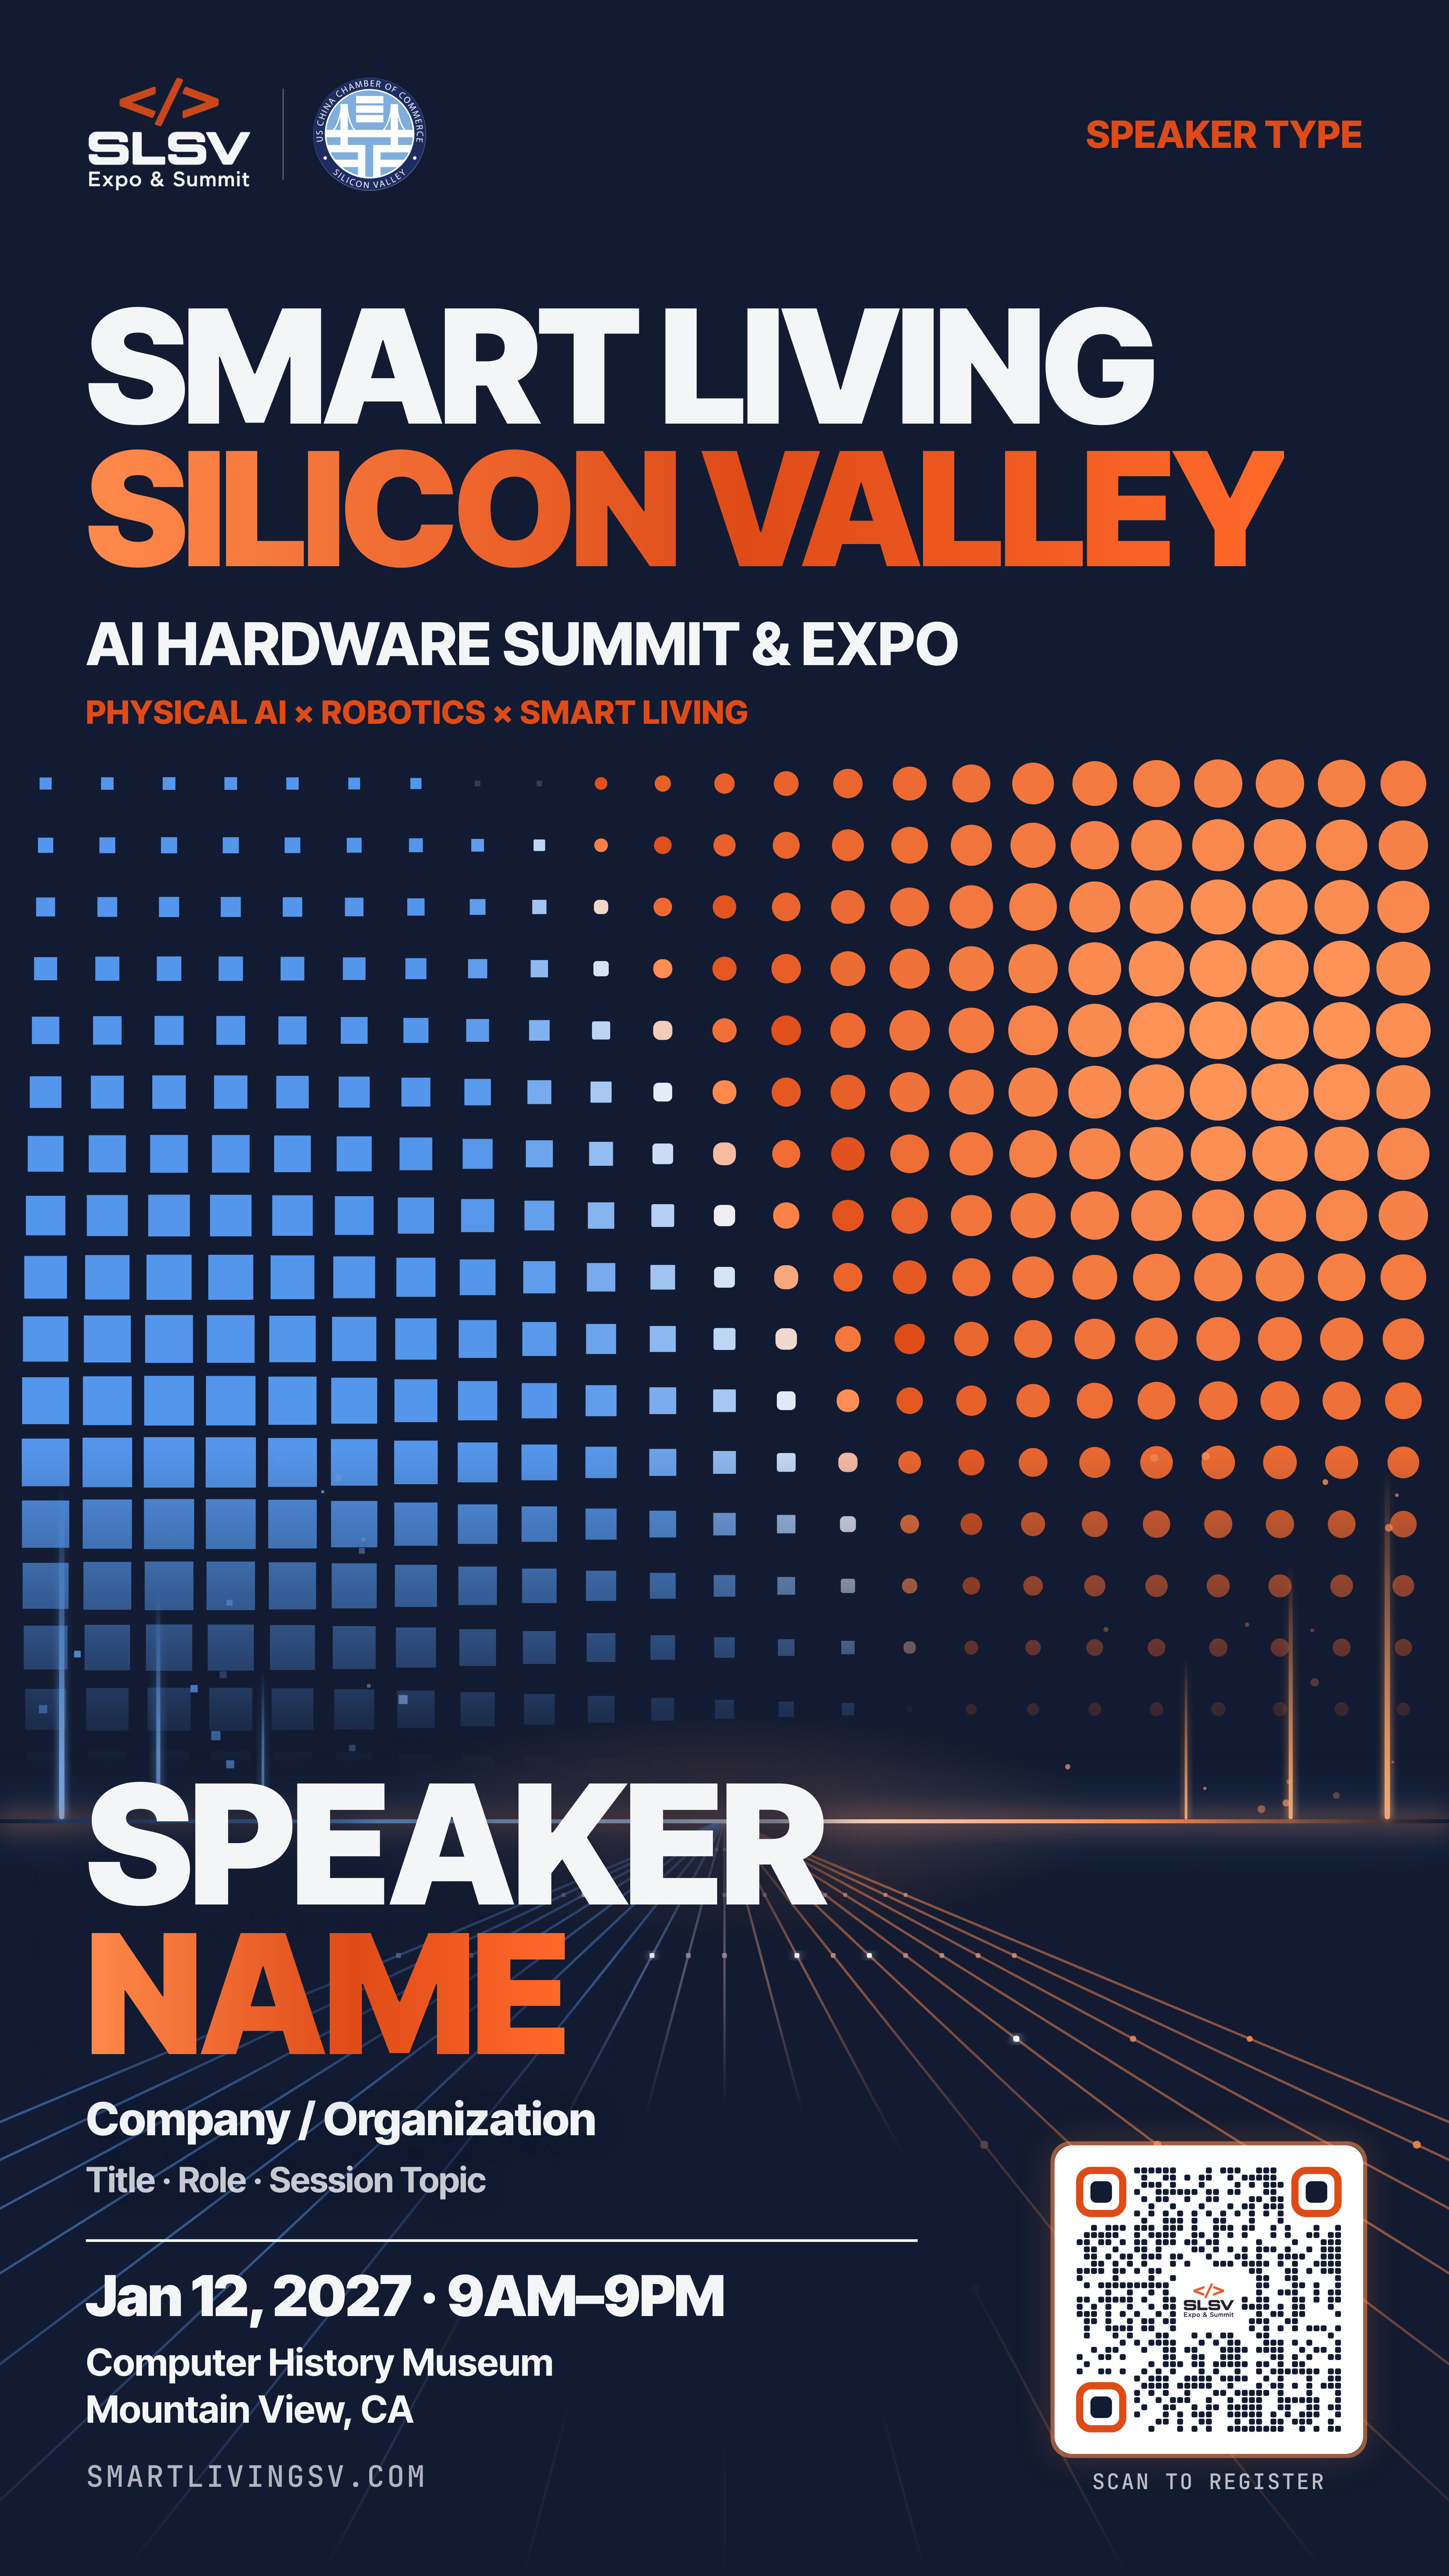 </>
SLSV
Expo & Summit
US CHINA CHAMBER OF COMMERCE
SILICON VALLEY
SPEAKER TYPE
SMART LIVING
SILICON VALLEY
AI HARDWARE SUMMIT & EXPO
PHYSICAL AI × ROBOTICS × SMART LIVING
SPEAKER
NAME
Company / Organization
Title · Role · Session Topic
Jan 12, 2027 · 9AM–9PM
Computer History Museum
Mountain View, CA
SMARTLIVINGSV.COM
</>
SLSV
Expo & Summit
SCAN TO REGISTER